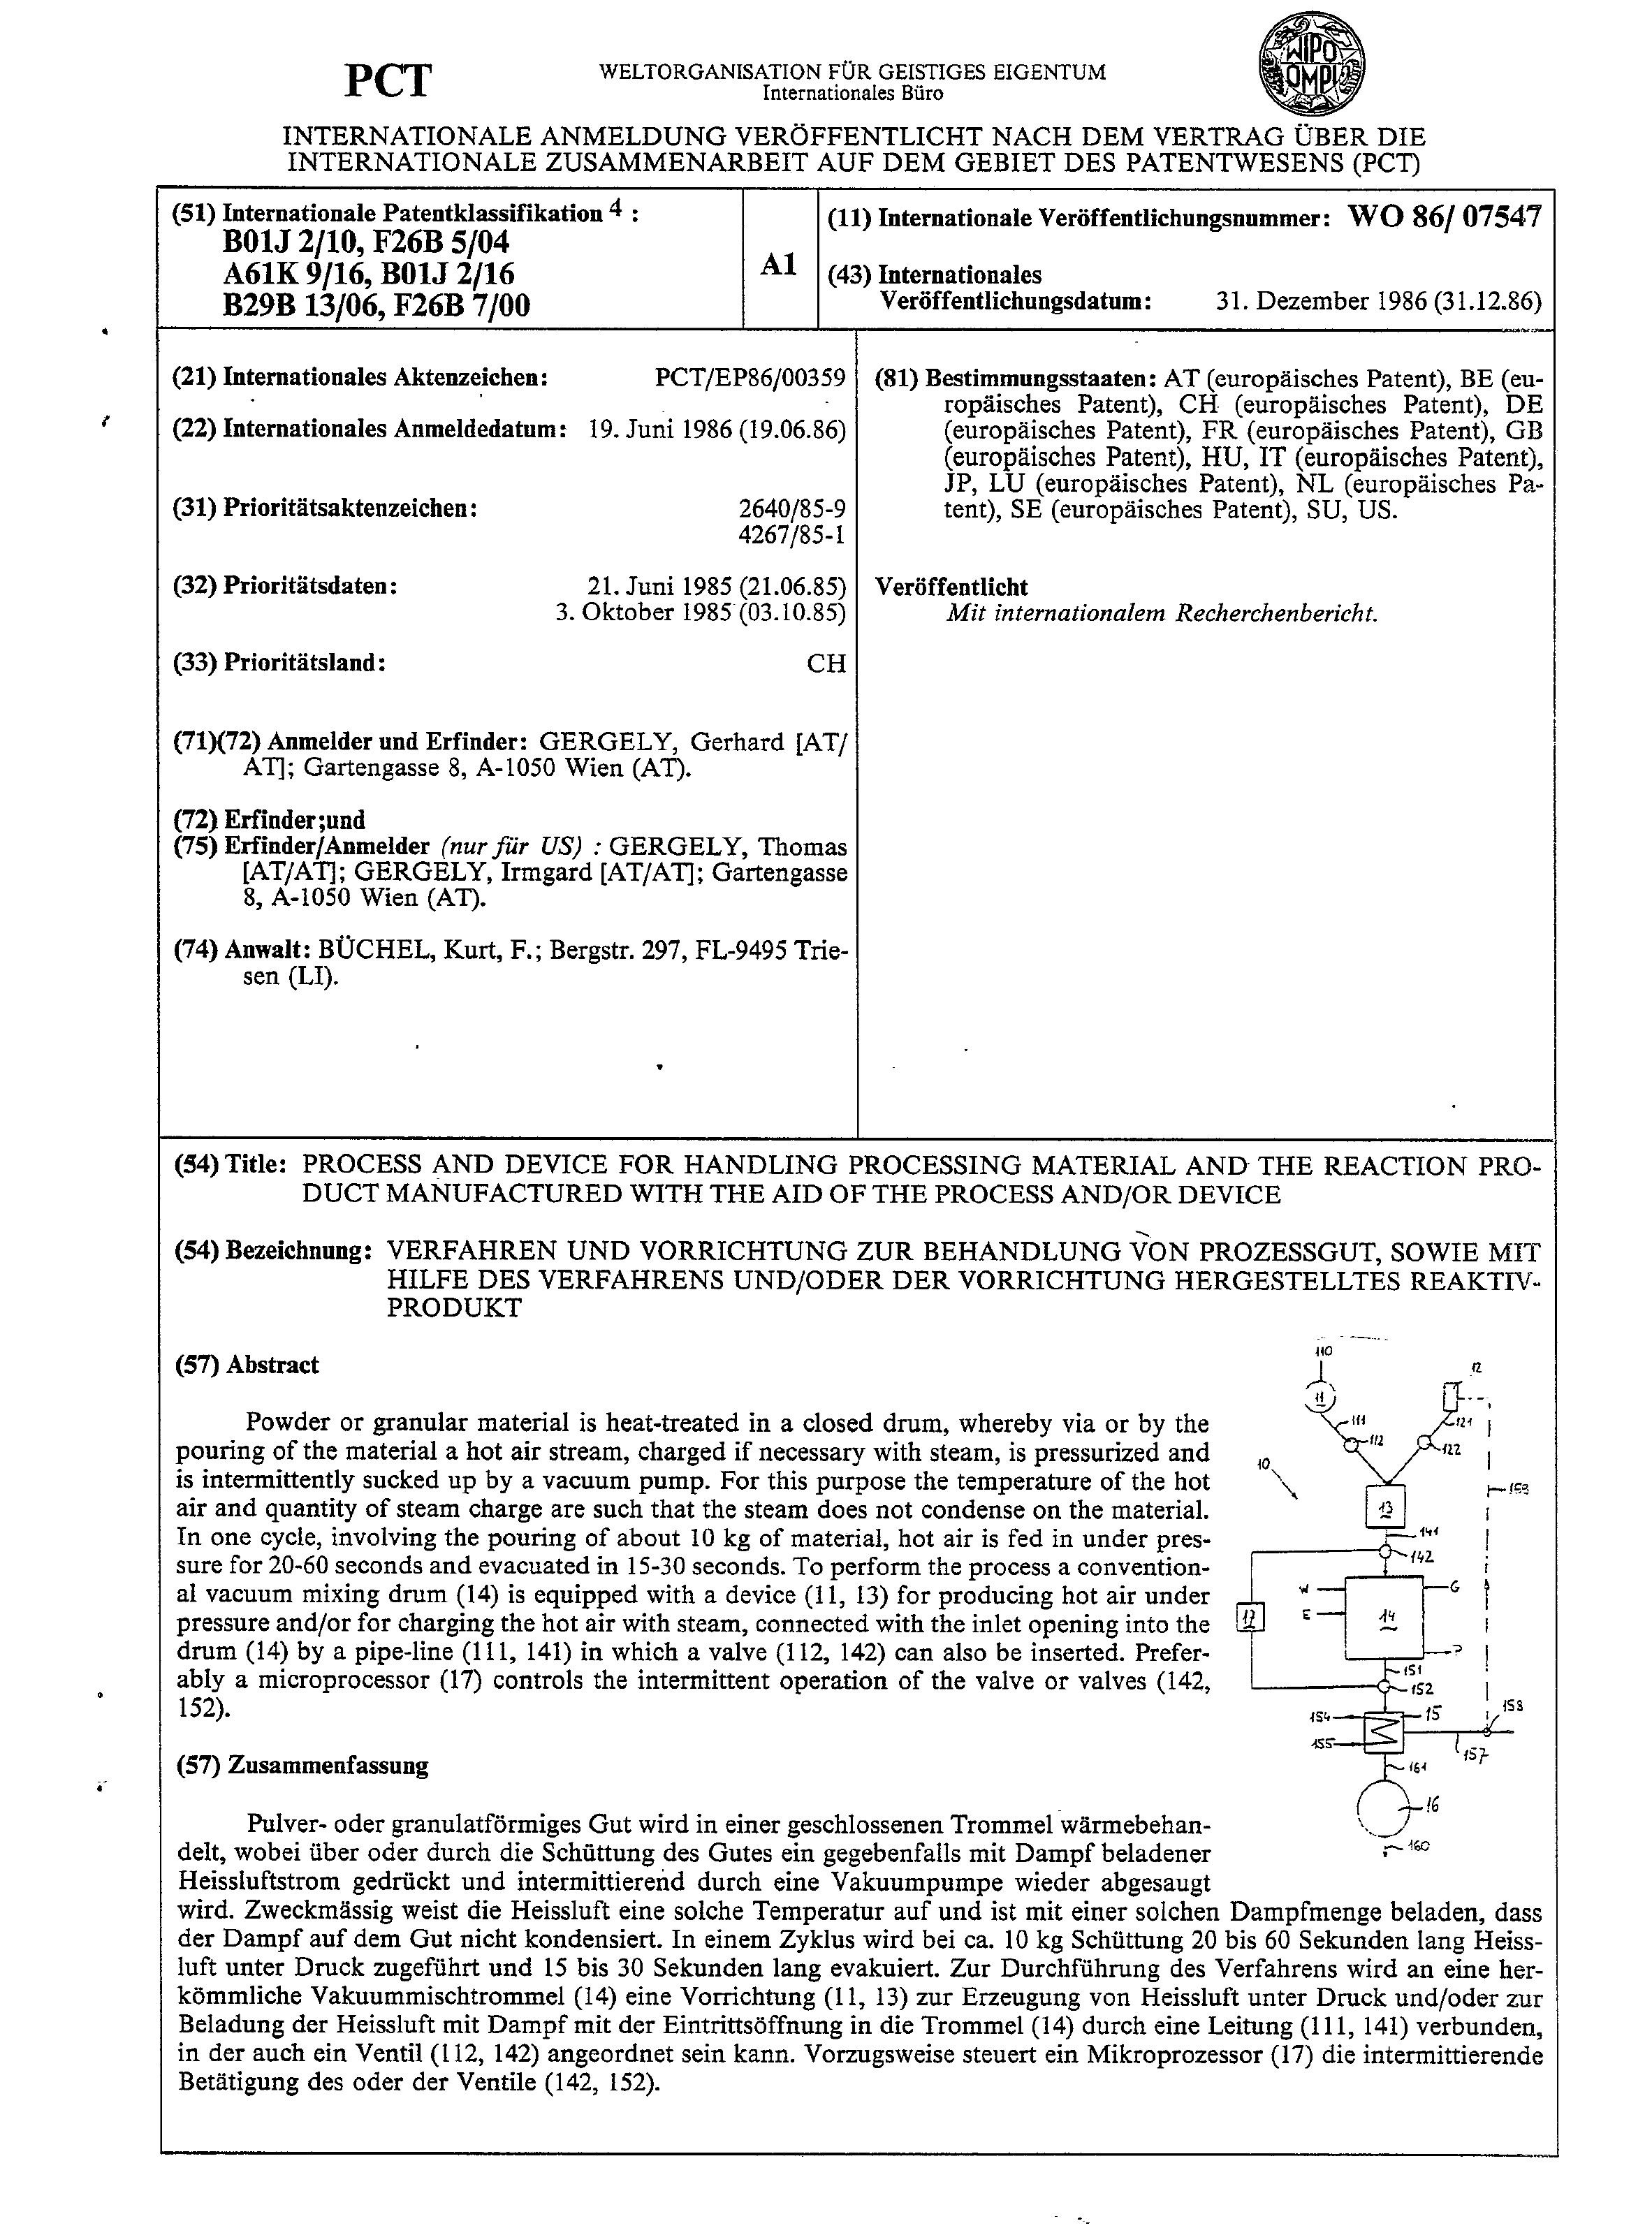 PCT
WELTORGANISATION FÜR GEISTIGES EIGENTUM
Internationales Büro
WIPO
OMPI
INTERNATIONALE ANMELDUNG VERÖFFENTLICHT NACH DEM VERTRAG ÜBER DIE
INTERNATIONALE ZUSAMMENARBEIT AUF DEM GEBIET DES PATENTWESENS (PCT)
(51) Internationale Patentklassifikation 4 :
B01J 2/10, F26B 5/04
A61K 9/16, B01J 2/16
B29B 13/06, F26B 7/00
A1
(11) Internationale Veröffentlichungsnummer: WO 86/ 07547
(43) Internationales
Veröffentlichungsdatum: 31. Dezember 1986 (31.12.86)
(21) Internationales Aktenzeichen: PCT/EP86/00359
(22) Internationales Anmeldedatum: 19. Juni 1986 (19.06.86)
(31) Prioritätsaktenzeichen: 2640/85-9
4267/85-1
(32) Prioritätsdaten: 21. Juni 1985 (21.06.85)
3. Oktober 1985 (03.10.85)
(33) Prioritätsland: CH
(71)(72) Anmelder und Erfinder: GERGELY, Gerhard [AT/
AT]; Gartengasse 8, A-1050 Wien (AT).
(72) Erfinder;und
(75) Erfinder/Anmelder (nur für US) : GERGELY, Thomas
[AT/AT]; GERGELY, Irmgard [AT/AT]; Gartengasse
8, A-1050 Wien (AT).
(74) Anwalt: BÜCHEL, Kurt, F.; Bergstr. 297, FL-9495 Trie-
sen (LI).
(81) Bestimmungsstaaten: AT (europäisches Patent), BE (eu-
ropäisches Patent), CH (europäisches Patent), DE
(europäisches Patent), FR (europäisches Patent), GB
(europäisches Patent), HU, IT (europäisches Patent),
JP, LU (europäisches Patent), NL (europäisches Pa-
tent), SE (europäisches Patent), SU, US.
Veröffentlicht
Mit internationalem Recherchenbericht.
(54) Title: PROCESS AND DEVICE FOR HANDLING PROCESSING MATERIAL AND THE REACTION PRO-
DUCT MANUFACTURED WITH THE AID OF THE PROCESS AND/OR DEVICE
(54) Bezeichnung: VERFAHREN UND VORRICHTUNG ZUR BEHANDLUNG VON PROZESSGUT, SOWIE MIT
HILFE DES VERFAHRENS UND/ODER DER VORRICHTUNG HERGESTELLTES REAKTIV-
PRODUKT
(57) Abstract
Powder or granular material is heat-treated in a closed drum, whereby via or by the
pouring of the material a hot air stream, charged if necessary with steam, is pressurized and
is intermittently sucked up by a vacuum pump. For this purpose the temperature of the hot
air and quantity of steam charge are such that the steam does not condense on the material.
In one cycle, involving the pouring of about 10 kg of material, hot air is fed in under pres-
sure for 20-60 seconds and evacuated in 15-30 seconds. To perform the process a convention-
al vacuum mixing drum (14) is equipped with a device (11, 13) for producing hot air under
pressure and/or for charging the hot air with steam, connected with the inlet opening into the
drum (14) by a pipe-line (111, 141) in which a valve (112, 142) can also be inserted. Prefer-
ably a microprocessor (17) controls the intermittent operation of the valve or valves (142,
152).
110
12
11
111
121
112
122
10
13
141
142
W
G
E
14
17
151
152
154
15
158
155
157
161
16
160
(57) Zusammenfassung
Pulver- oder granulatförmiges Gut wird in einer geschlossenen Trommel wärmebehan-
delt, wobei über oder durch die Schüttung des Gutes ein gegebenfalls mit Dampf beladener
Heissluftstrom gedrückt und intermittierend durch eine Vakuumpumpe wieder abgesaugt
wird. Zweckmässig weist die Heissluft eine solche Temperatur auf und ist mit einer solchen Dampfmenge beladen, dass
der Dampf auf dem Gut nicht kondensiert. In einem Zyklus wird bei ca. 10 kg Schüttung 20 bis 60 Sekunden lang Heiss-
luft unter Druck zugeführt und 15 bis 30 Sekunden lang evakuiert. Zur Durchführung des Verfahrens wird an eine her-
kömmliche Vakuummischtrommel (14) eine Vorrichtung (11, 13) zur Erzeugung von Heissluft unter Druck und/oder zur
Beladung der Heissluft mit Dampf mit der Eintrittsöffnung in die Trommel (14) durch eine Leitung (111, 141) verbunden,
in der auch ein Ventil (112, 142) angeordnet sein kann. Vorzugsweise steuert ein Mikroprozessor (17) die intermittierende
Betätigung des oder der Ventile (142, 152).